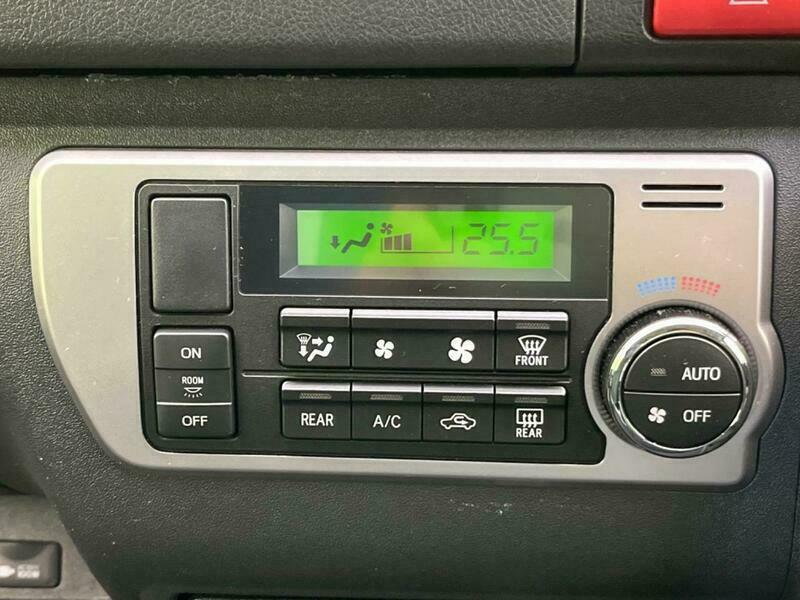 25.5
ON
ROOM
OFF
FRONT
REAR
A/C
REAR
AUTO
OFF